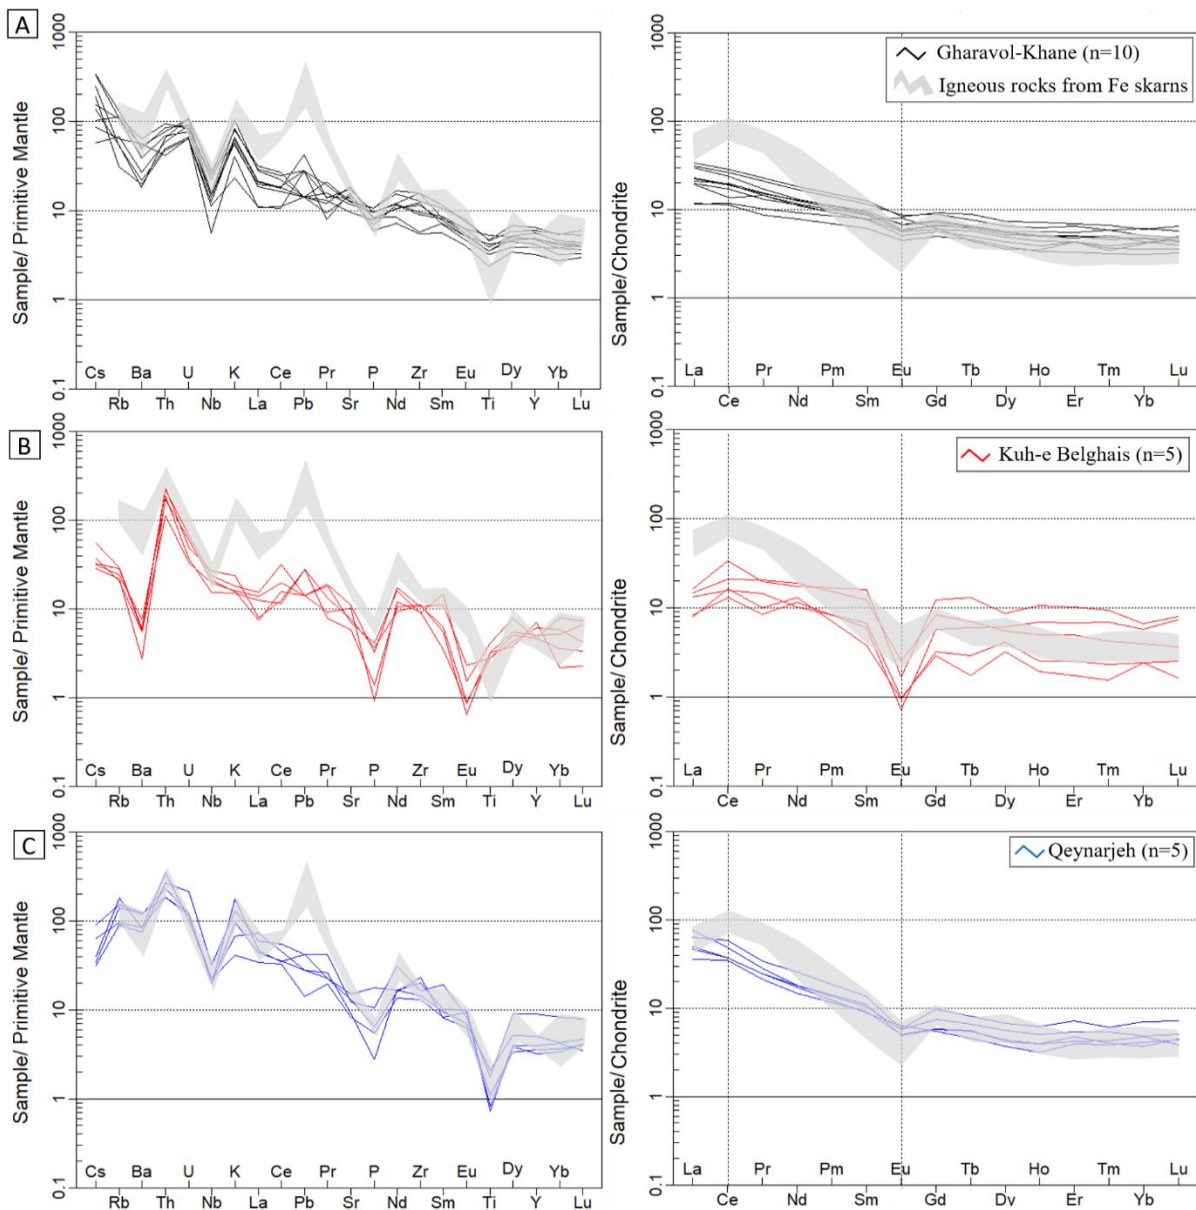 A
1000
100
10
1
0.1
Sample/ Primitive Mantle
Cs Ba Th U K Ce Pr P Zr Eu Dy Yb
Rb Th Nb La Pb Sr Nd Sm Ti Y Lu
1000
100
10
1
0.1
Sample/Chondrite
Gharavol-Khane (n=10)
Igneous rocks from Fe skarns
La Pr Pm Eu Tb Ho Tm Lu
Ce Nd Sm Gd Dy Er Yb
B
1000
100
10
1
0.1
Sample/ Primitive Mantle
Cs Ba Th K Ce Pr P Zr Eu Dy Yb
Rb U Nb La Pb Sr Nd Sm Ti Y Lu
1000
100
10
1
0.1
Sample/Chondrite
Kuh-e Belghais (n=5)
La Pr Pm Eu Tb Ho Tm Lu
Ce Nd Sm Gd Dy Er Yb
C
1000
100
10
1
0.1
Sample/ Primitive Mantle
Cs Ba U K Ce Pr P Zr Eu Dy Yb
Rb Th Nb La Pb Sr Nd Sm Ti Y Lu
1000
100
10
1
0.1
Sample/Chondrite
Qeynarjeh (n=5)
La Pr Pm Eu Tb Ho Tm Lu
Ce Nd Sm Gd Dy Er Yb